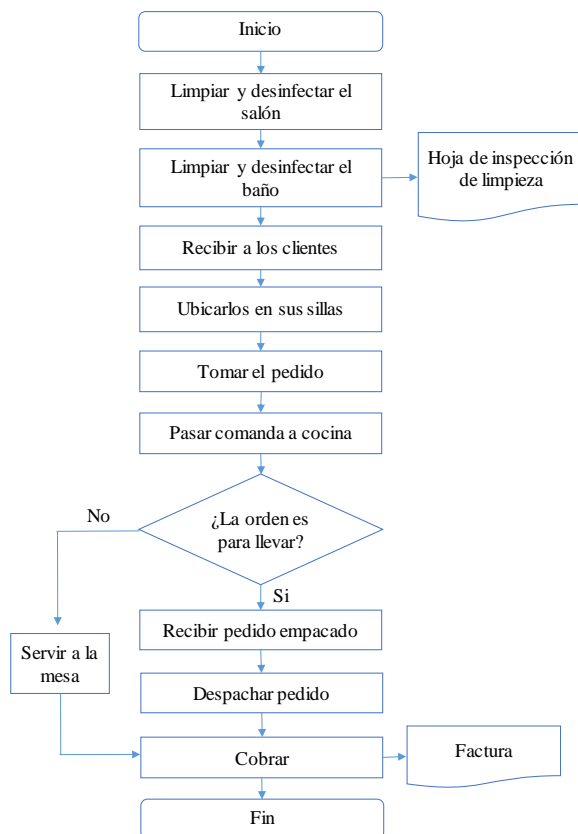 Inicio
Limpiar y desinfectar el
salón
Limpiar y desinfectar el
baño
Hoja de inspección
de limpieza
Recibir a los clientes
Ubicarlos en sus sillas
Tomar el pedido
Pasar comanda a cocina
¿La orden es
para llevar?
No
Si
Recibir pedido empacado
Servir a la
mesa
Despachar pedido
Cobrar
Factura
Fin